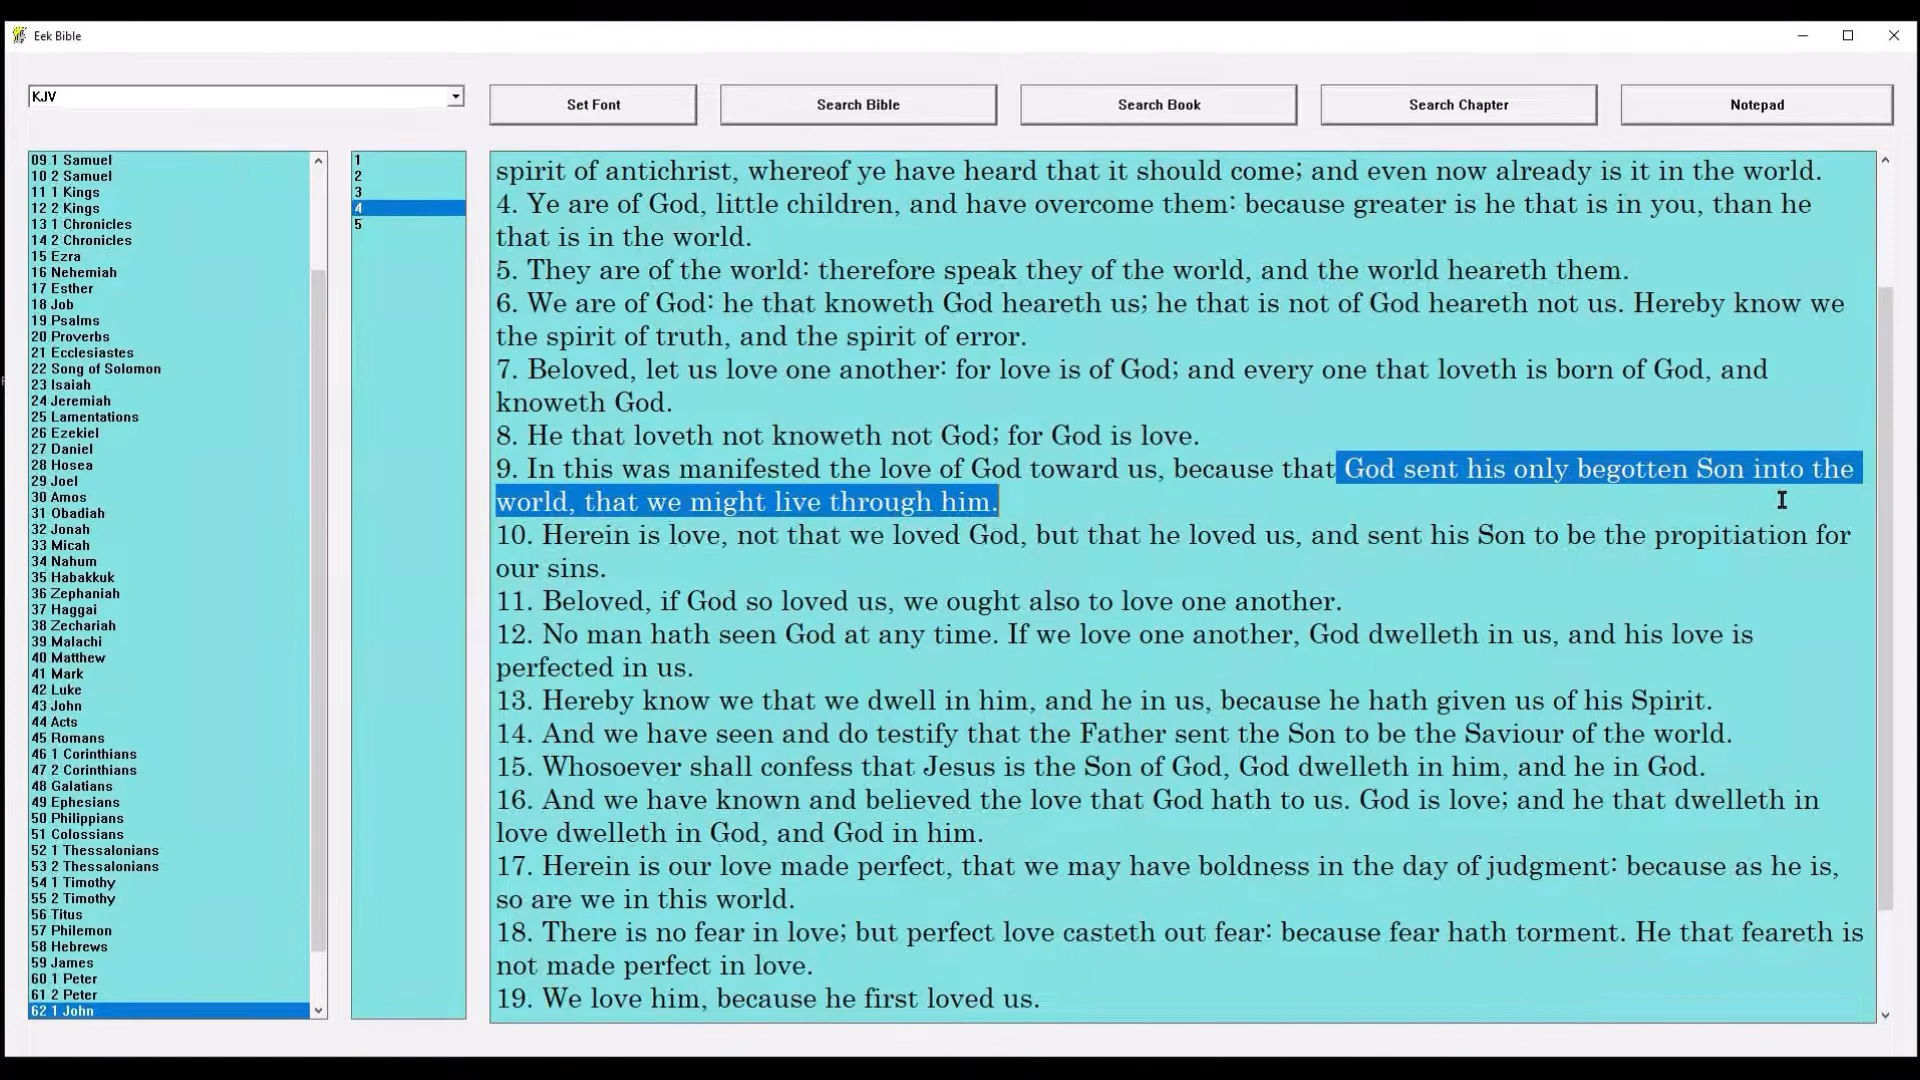 Eek Bible
KJV
Set Font
Search Bible
Search Book
Search Chapter
Notepad
09 1 Samuel
10 2 Samuel
11 1 Kings
12 2 Kings
13 1 Chronicles
14 2 Chronicles
15 Ezra
16 Nehemiah
17 Esther
18 Job
19 Psalms
20 Proverbs
21 Ecclesiastes
22 Song of Solomon
23 Isaiah
24 Jeremiah
25 Lamentations
26 Ezekiel
27 Daniel
28 Hosea
29 Joel
30 Amos
31 Obadiah
32 Jonah
33 Micah
34 Nahum
35 Habakkuk
36 Zephaniah
37 Haggai
38 Zechariah
39 Malachi
40 Matthew
41 Mark
42 Luke
43 John
44 Acts
45 Romans
46 1 Corinthians
47 2 Corinthians
48 Galatians
49 Ephesians
50 Philippians
51 Colossians
52 1 Thessalonians
53 2 Thessalonians
54 1 Timothy
55 2 Timothy
56 Titus
57 Philemon
58 Hebrews
59 James
60 1 Peter
61 2 Peter
62 1 John
1
2
3
4
5
spirit of antichrist, whereof ye have heard that it should come; and even now already is it in the world.
4. Ye are of God, little children, and have overcome them: because greater is he that is in you, than he
that is in the world.
5. They are of the world: therefore speak they of the world, and the world heareth them.
6. We are of God: he that knoweth God heareth us; he that is not of God heareth not us. Hereby know we
the spirit of truth, and the spirit of error.
7. Beloved, let us love one another: for love is of God; and every one that loveth is born of God, and
knoweth God.
8. He that loveth not knoweth not God; for God is love.
9. In this was manifested the love of God toward us, because that God sent his only begotten Son into the
world, that we might live through him.
10. Herein is love, not that we loved God, but that he loved us, and sent his Son to be the propitiation for
our sins.
11. Beloved, if God so loved us, we ought also to love one another.
12. No man hath seen God at any time. If we love one another, God dwelleth in us, and his love is
perfected in us.
13. Hereby know we that we dwell in him, and he in us, because he hath given us of his Spirit.
14. And we have seen and do testify that the Father sent the Son to be the Saviour of the world.
15. Whosoever shall confess that Jesus is the Son of God, God dwelleth in him, and he in God.
16. And we have known and believed the love that God hath to us. God is love; and he that dwelleth in
love dwelleth in God, and God in him.
17. Herein is our love made perfect, that we may have boldness in the day of judgment: because as he is,
so are we in this world.
18. There is no fear in love; but perfect love casteth out fear: because fear hath torment. He that feareth is
not made perfect in love.
19. We love him, because he first loved us.